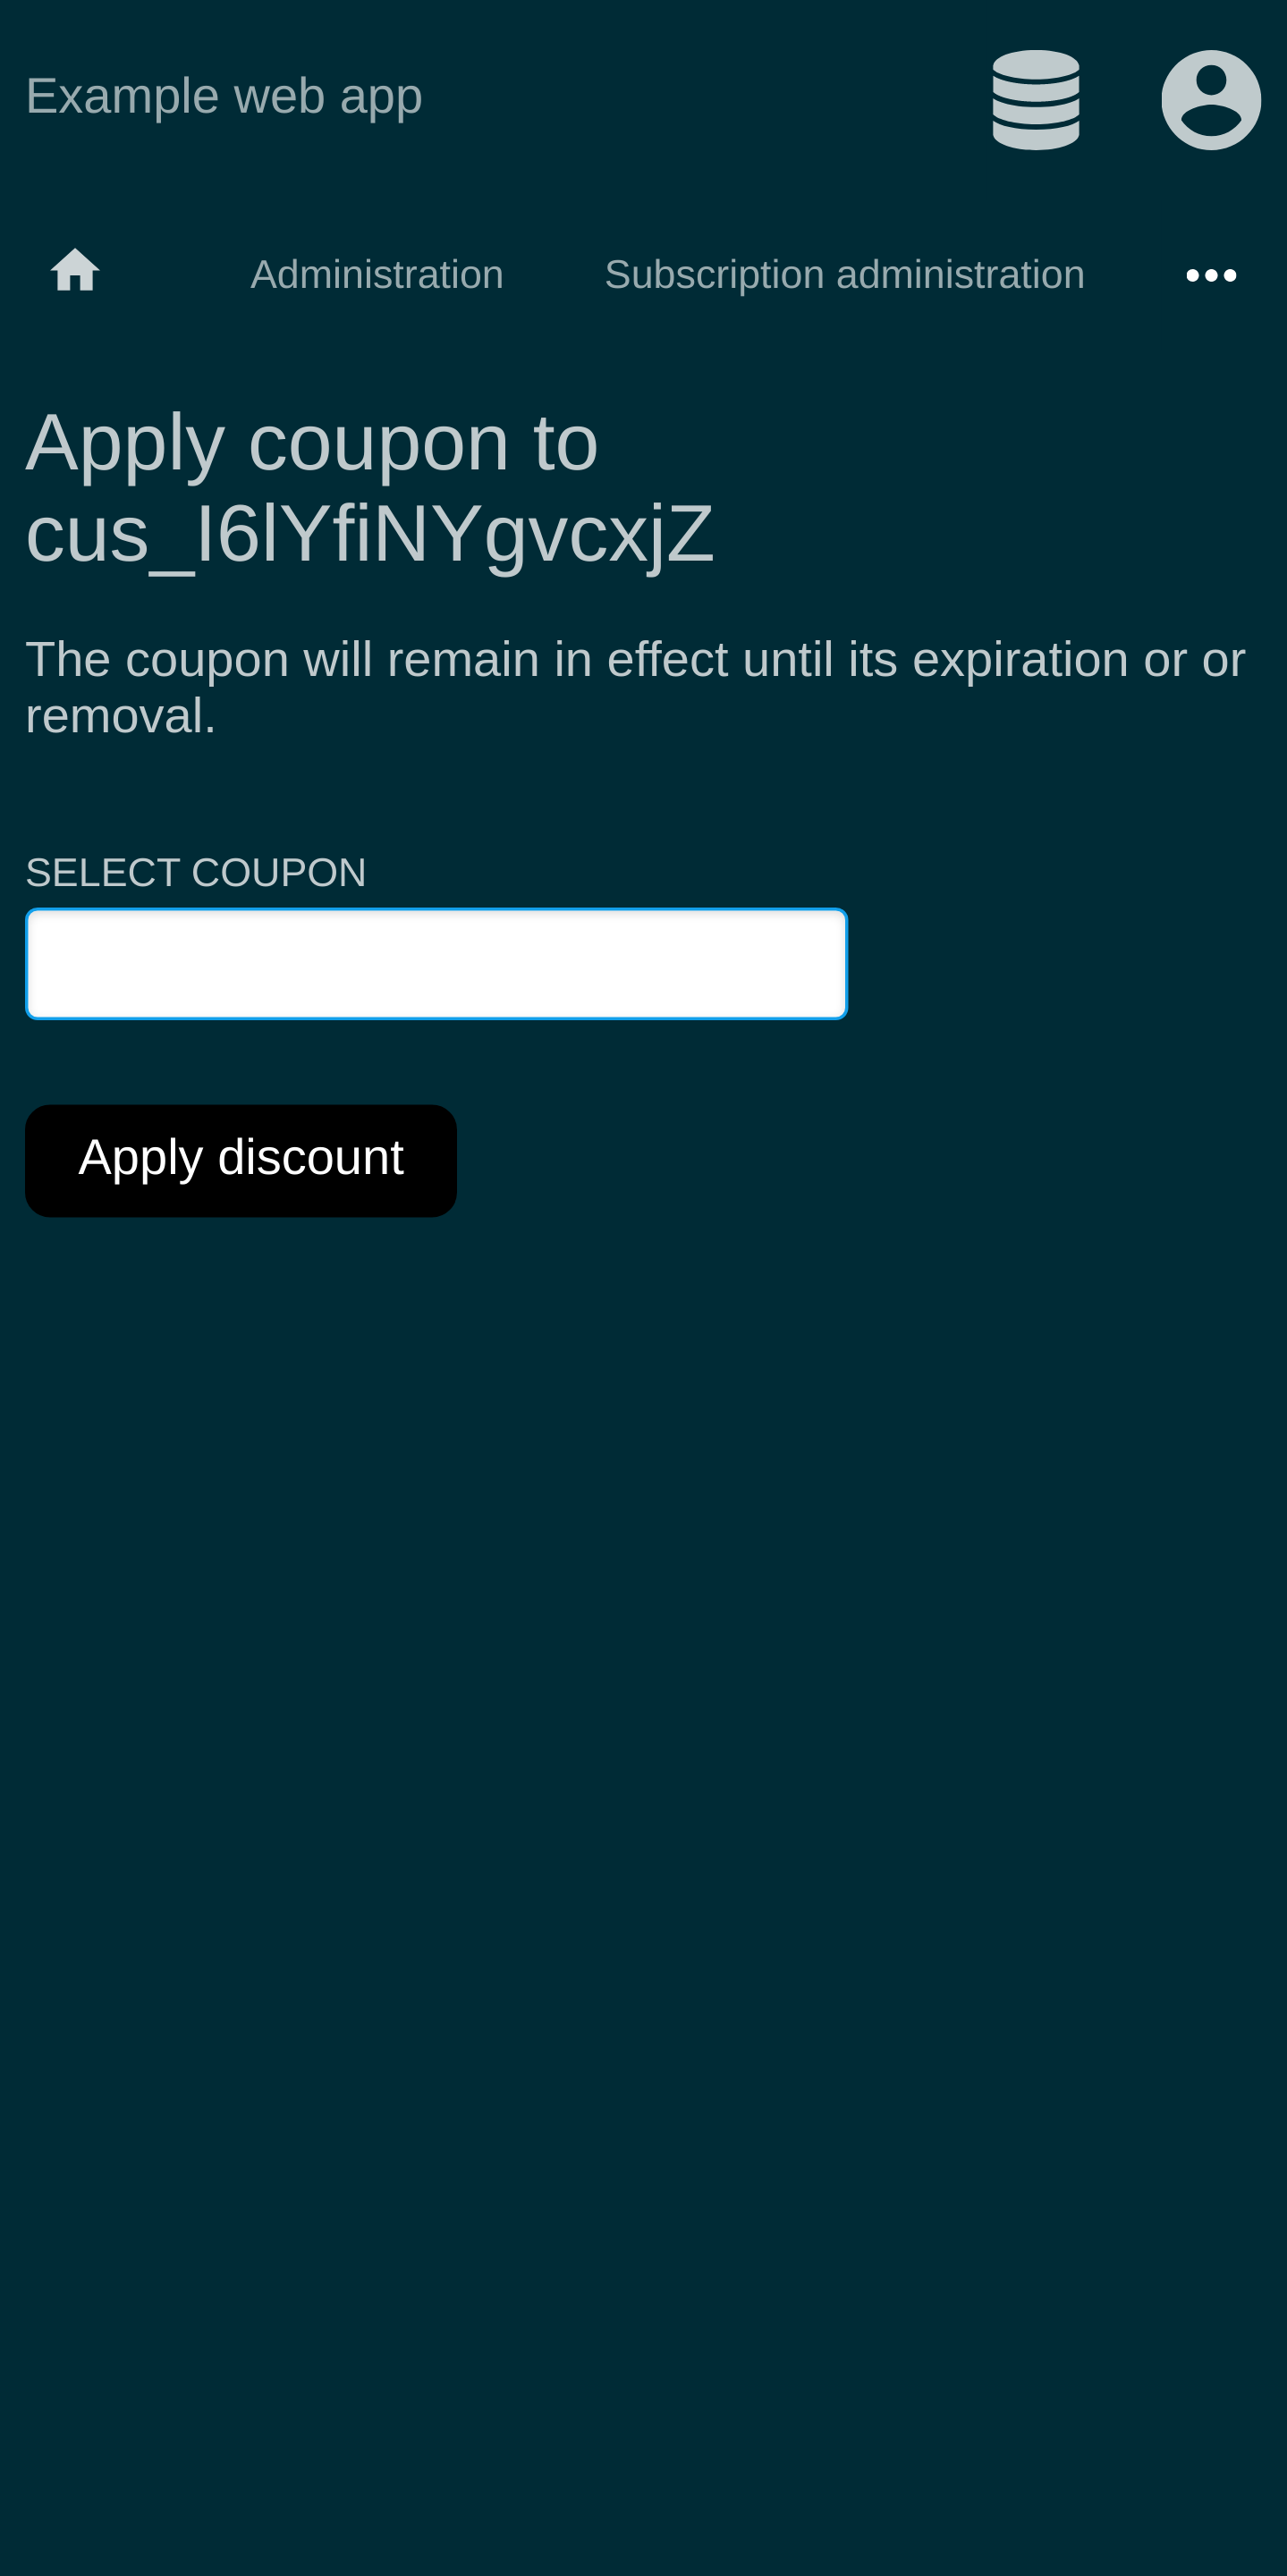 Example web app
Administration Subscription administration
Apply coupon to
cus_I6lYfiNYgvcxjZ
The coupon will remain in effect until its expiration or or
removal.
SELECT COUPON
Apply discount